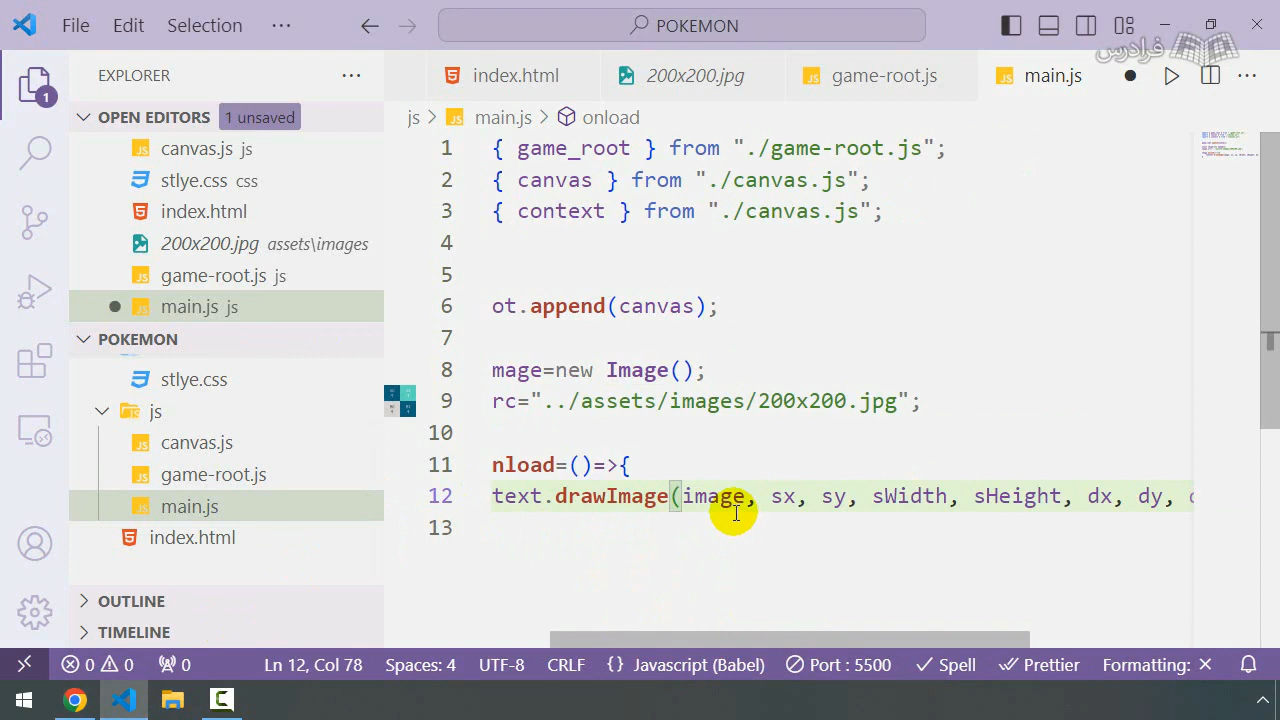 File Edit Selection ··· POKEMON
فرادرس
EXPLORER ···
index.html 200x200.jpg game-root.js main.js ···
1
OPEN EDITORS 1 unsaved
js > main.js > onload
canvas.js js
stlye.css css
index.html
200x200.jpg assets\images
game-root.js js
main.js js
POKEMON
stlye.css
js
canvas.js
game-root.js
main.js
index.html
OUTLINE
TIMELINE
1 { game_root } from "./game-root.js";
2 { canvas } from "./canvas.js";
3 { context } from "./canvas.js";
4
5
6 ot.append(canvas);
7
8 mage=new Image();
9 rc="../assets/images/200x200.jpg";
10
11 nload=()=>{
12 text.drawImage(image, sx, sy, sWidth, sHeight, dx, dy, d
13
0 0 0 Ln 12, Col 78 Spaces: 4 UTF-8 CRLF {} Javascript (Babel) Port : 5500 Spell Prettier Formatting: ×